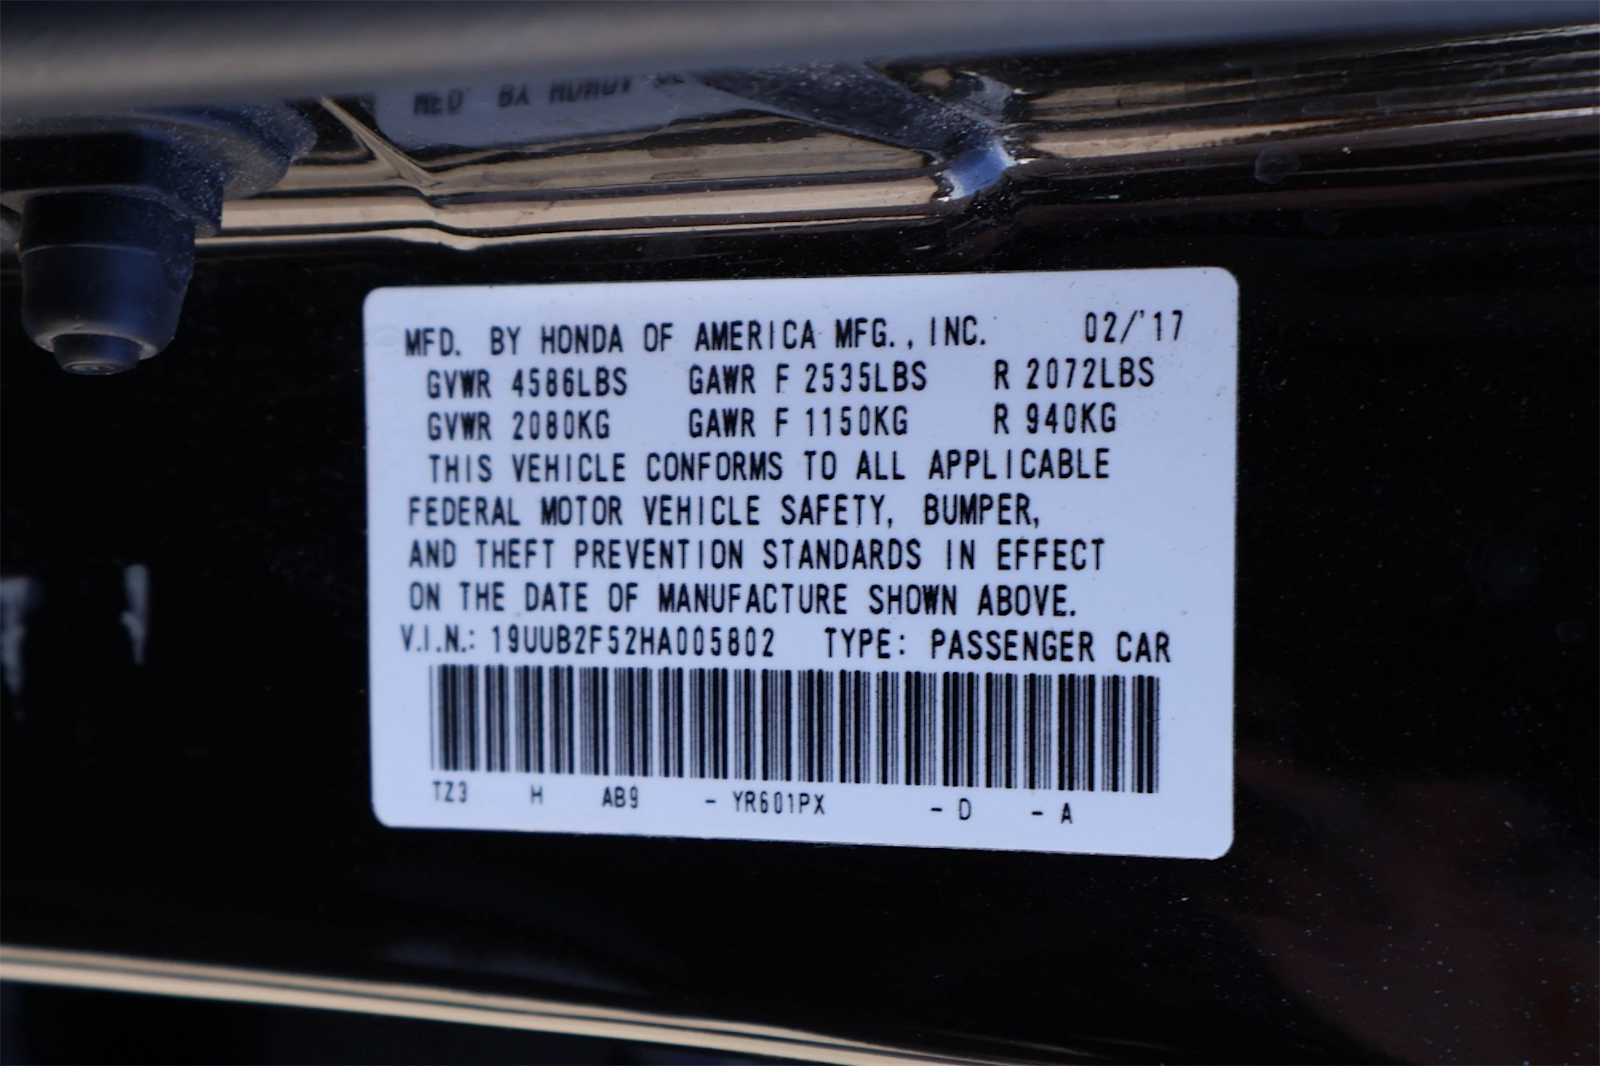 MFD. BY HONDA OF AMERICA MFG., INC. 02/'17
GVWR 4586LBS GAWR F 2535LBS R 2072LBS
GVWR 2080KG GAWR F 1150KG R 940KG
THIS VEHICLE CONFORMS TO ALL APPLICABLE
FEDERAL MOTOR VEHICLE SAFETY, BUMPER,
AND THEFT PREVENTION STANDARDS IN EFFECT
ON THE DATE OF MANUFACTURE SHOWN ABOVE.
V.I.N.: 19UUB2F52HA005802 TYPE: PASSENGER CAR
TZ3 H AB9 - YR601PX - D - A